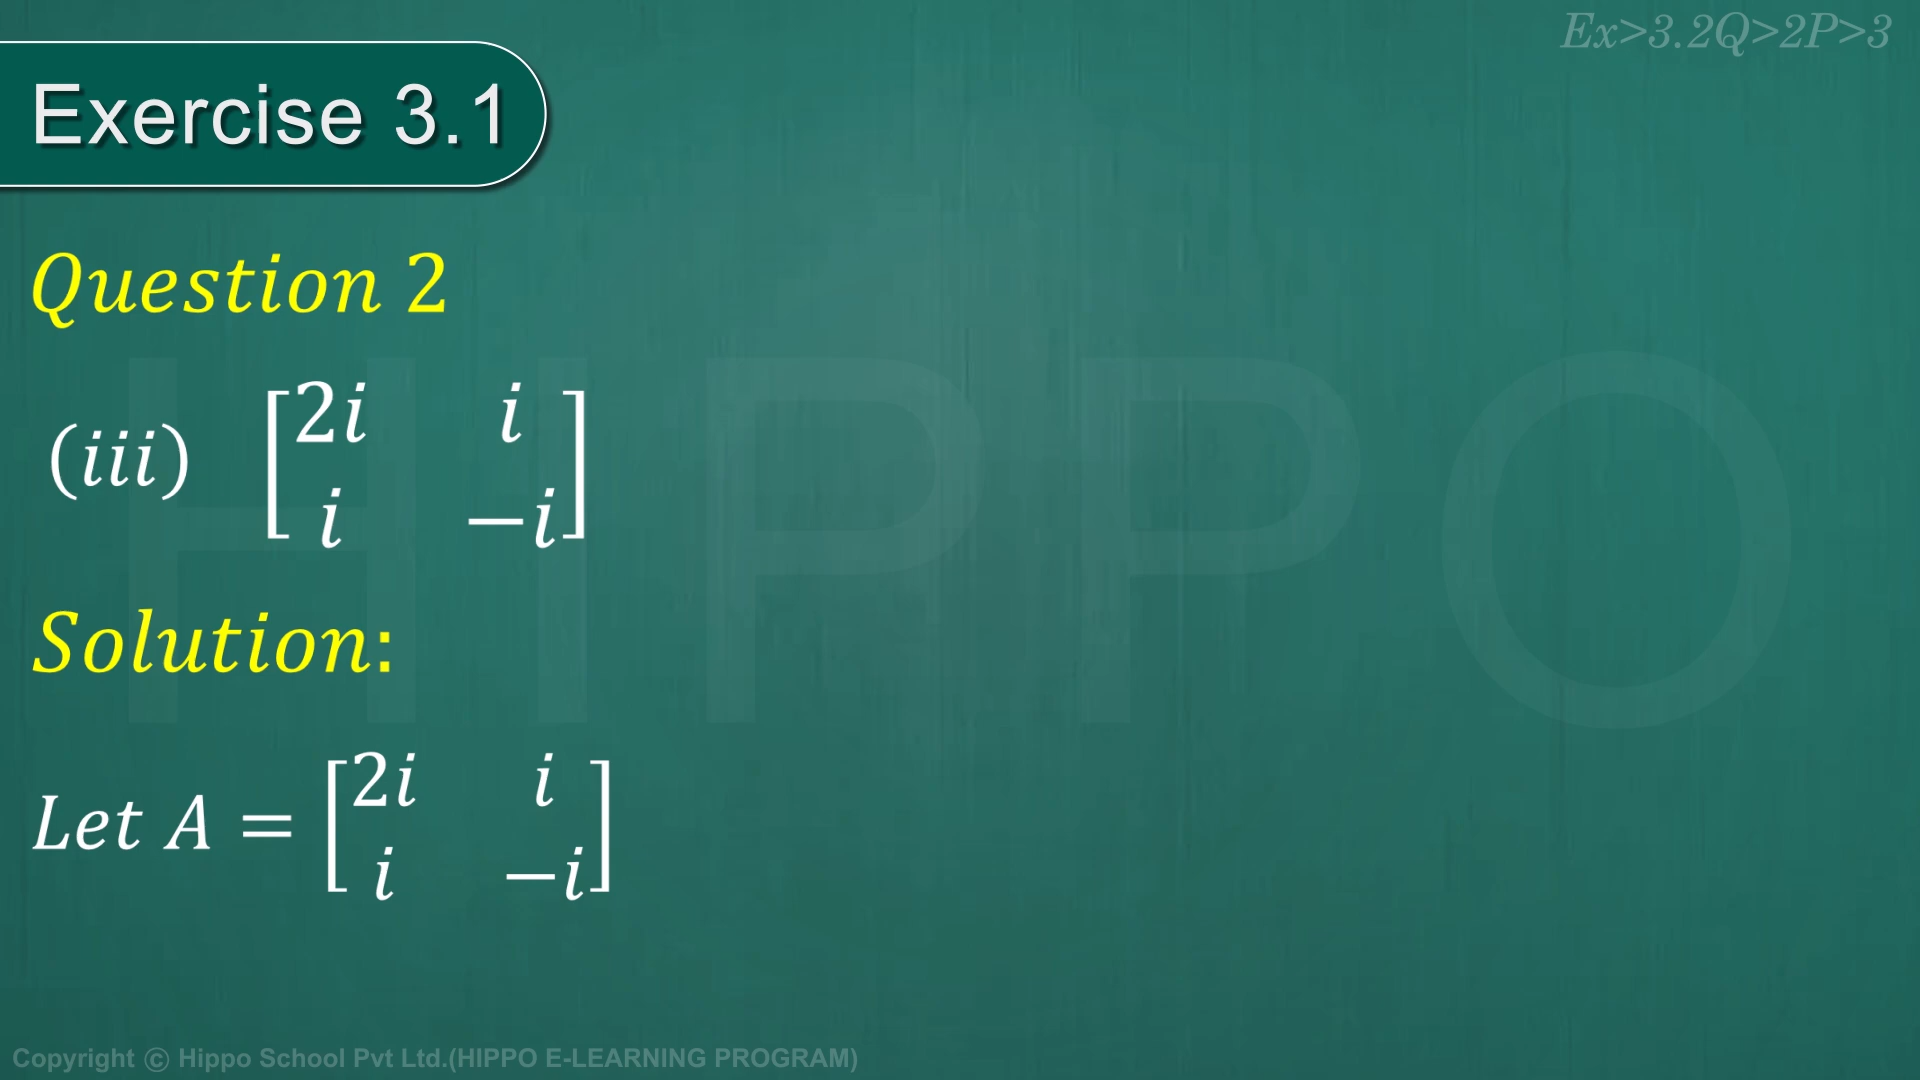 Ex>3.2Q>2P>3
Exercise 3.1
Question 2
(iii) [2i i
i −i]
Solution:
Let A = [2i i
i −i]
HIPPO
Copyright © Hippo School Pvt Ltd.(HIPPO E-LEARNING PROGRAM)